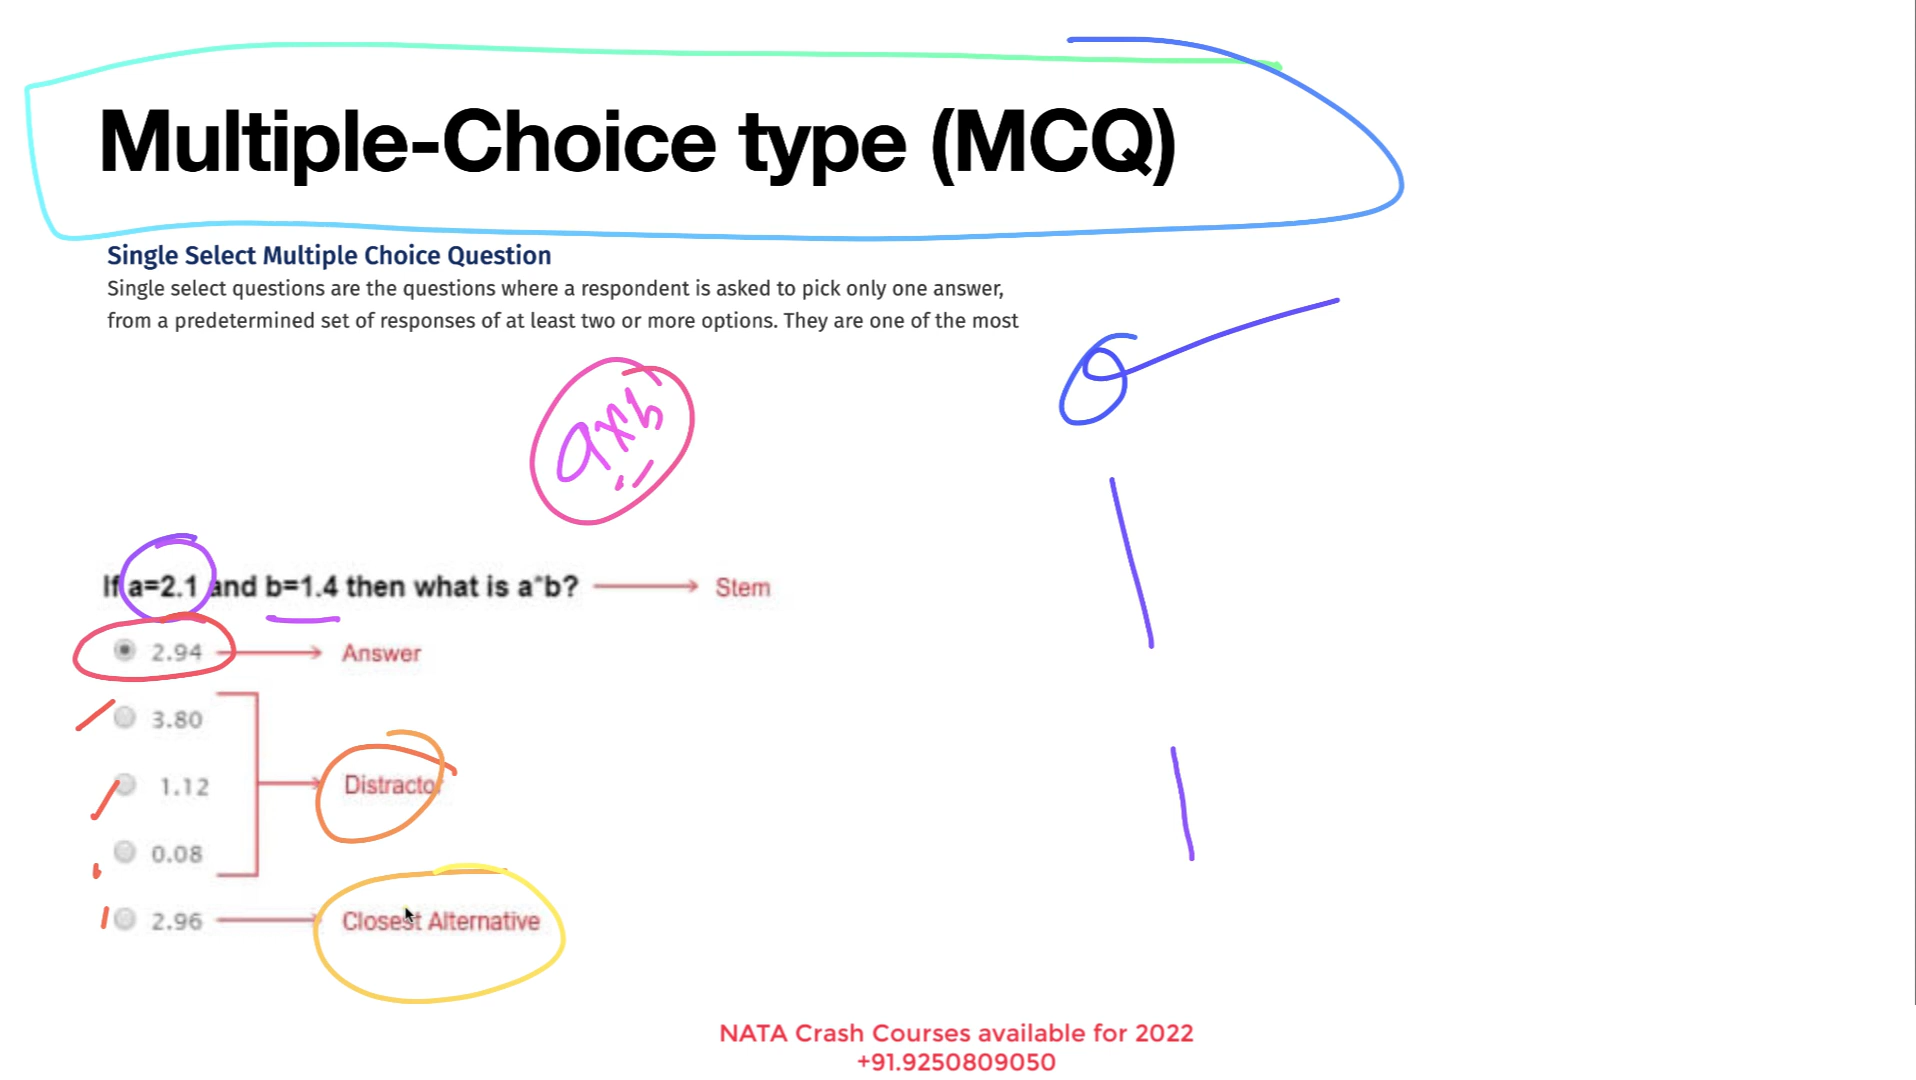 Multiple-Choice type (MCQ)
Single Select Multiple Choice Question
Single select questions are the questions where a respondent is asked to pick only one answer,
from a predetermined set of responses of at least two or more options. They are one of the most
a×b
If a=2.1 and b=1.4 then what is a*b? Stem
2.94 Answer
3.80
1.12 Distractor
0.08
2.96 Closest Alternative
NATA Crash Courses available for 2022
+91.9250809050